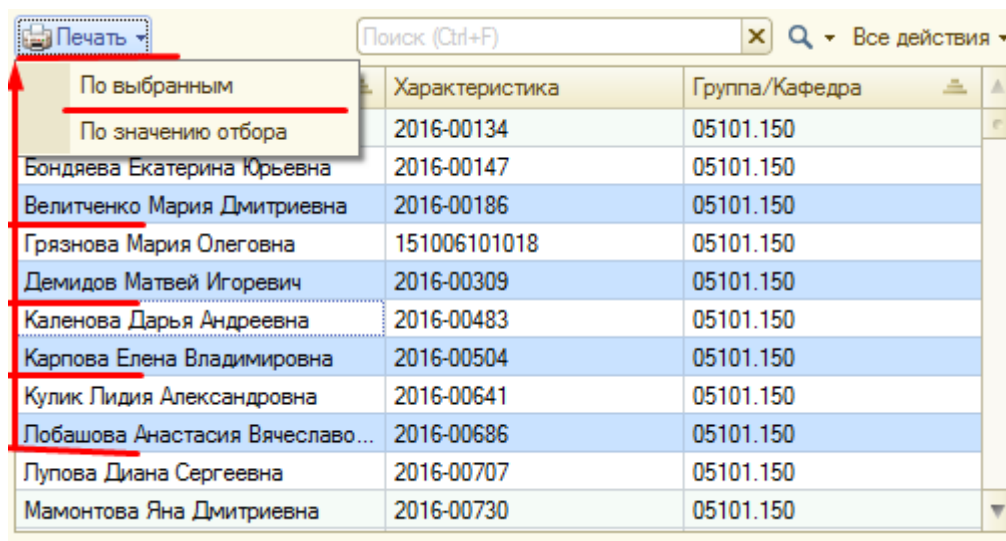 Печать
Поиск (Ctrl+F)
Все действия
По выбранным
По значению отбора
Характеристика
Группа/Кафедра
2016-00134
05101.150
Бондяева Екатерина Юрьевна
2016-00147
05101.150
Велитченко Мария Дмитриевна
2016-00186
05101.150
Грязнова Мария Олеговна
151006101018
05101.150
Демидов Матвей Игоревич
2016-00309
05101.150
Каленова Дарья Андреевна
2016-00483
05101.150
Карпова Елена Владимировна
2016-00504
05101.150
Кулик Лидия Александровна
2016-00641
05101.150
Лобашова Анастасия Вячеславо...
2016-00686
05101.150
Лупова Диана Сергеевна
2016-00707
05101.150
Мамонтова Яна Дмитриевна
2016-00730
05101.150